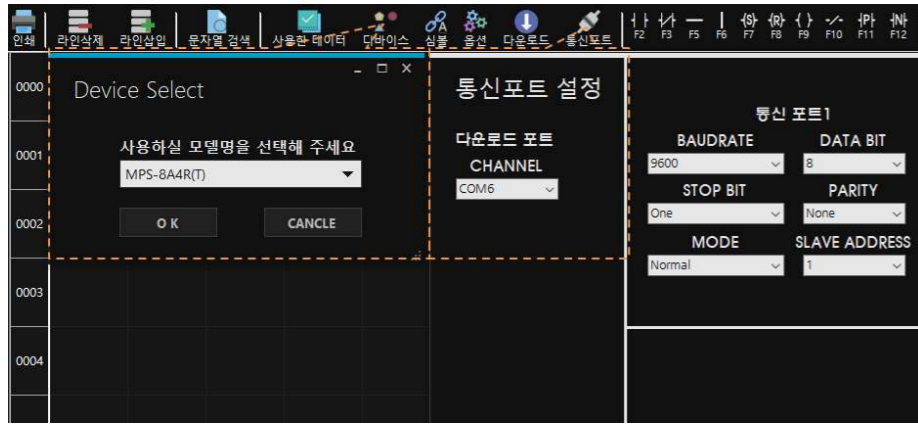 인쇄 라인삭제 라인삽입 문자열 검색 사용한 데이터 디바이스 심볼 옵션 다운로드 통신포트 F2 F3 F5 F6 {S} F7 {R} F8 { } F9 F10 {P} F11 {N} F12
0000
Device Select
사용하실 모델명을 선택해 주세요
MPS-8A4R(T)
O K CANCLE
통신포트 설정
다운로드 포트
CHANNEL
COM6
통신 포트1
BAUDRATE DATA BIT
9600 8
STOP BIT PARITY
One None
MODE SLAVE ADDRESS
Normal 1
0001
0002
0003
0004